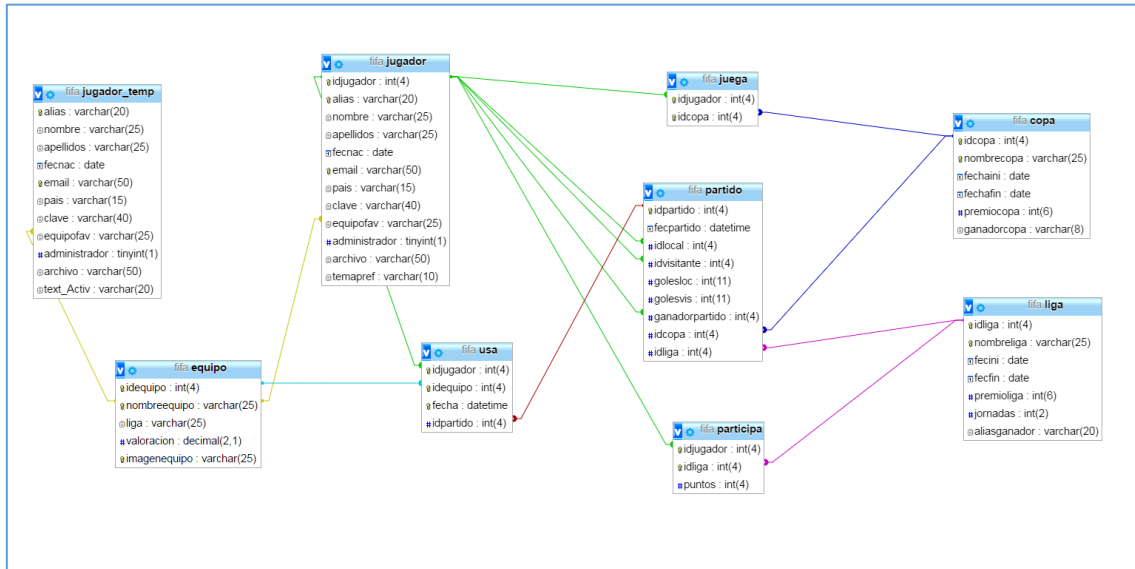 fifa jugador_temp
alias : varchar(20)
nombre : varchar(25)
apellidos : varchar(25)
fecnac : date
email : varchar(50)
pais : varchar(15)
clave : varchar(40)
equipofav : varchar(25)
administrador : tinyint(1)
archivo : varchar(50)
text_Activ : varchar(20)
fifa jugador
idjugador : int(4)
alias : varchar(20)
nombre : varchar(25)
apellidos : varchar(25)
fecnac : date
email : varchar(50)
pais : varchar(15)
clave : varchar(40)
equipofav : varchar(25)
administrador : tinyint(1)
archivo : varchar(50)
temapref : varchar(10)
fifa equipo
idequipo : int(4)
nombreequipo : varchar(25)
liga : varchar(25)
valoracion : decimal(2,1)
imagenequipo : varchar(25)
fifa usa
idjugador : int(4)
idequipo : int(4)
fecha : datetime
idpartido : int(4)
fifa juega
idjugador : int(4)
idcopa : int(4)
fifa partido
idpartido : int(4)
fecpartido : datetime
idlocal : int(4)
idvisitante : int(4)
golesloc : int(11)
golesvis : int(11)
ganadorpartido : int(4)
idcopa : int(4)
idliga : int(4)
fifa participa
idjugador : int(4)
idliga : int(4)
puntos : int(4)
fifa copa
idcopa : int(4)
nombrecopa : varchar(25)
fechaini : date
fechafin : date
premiocopa : int(6)
ganadorcopa : varchar(8)
fifa liga
idliga : int(4)
nombreliga : varchar(25)
fecini : date
fecfin : date
premioliga : int(6)
jornadas : int(2)
aliasganador : varchar(20)